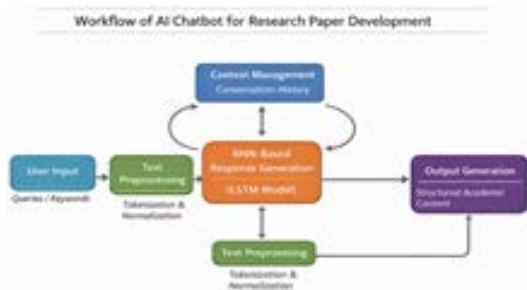 Workflow of AI Chatbot for Research Paper Development
Context Management
Conversation History
User Input
Queries / Keywords
Text
Preprocessing
Tokenization &
Normalization
RNN-Based
Response Generation
(LSTM Model)
Output Generation
Structured Academic
Content
Text Preprocessing
Tokenization &
Normalization